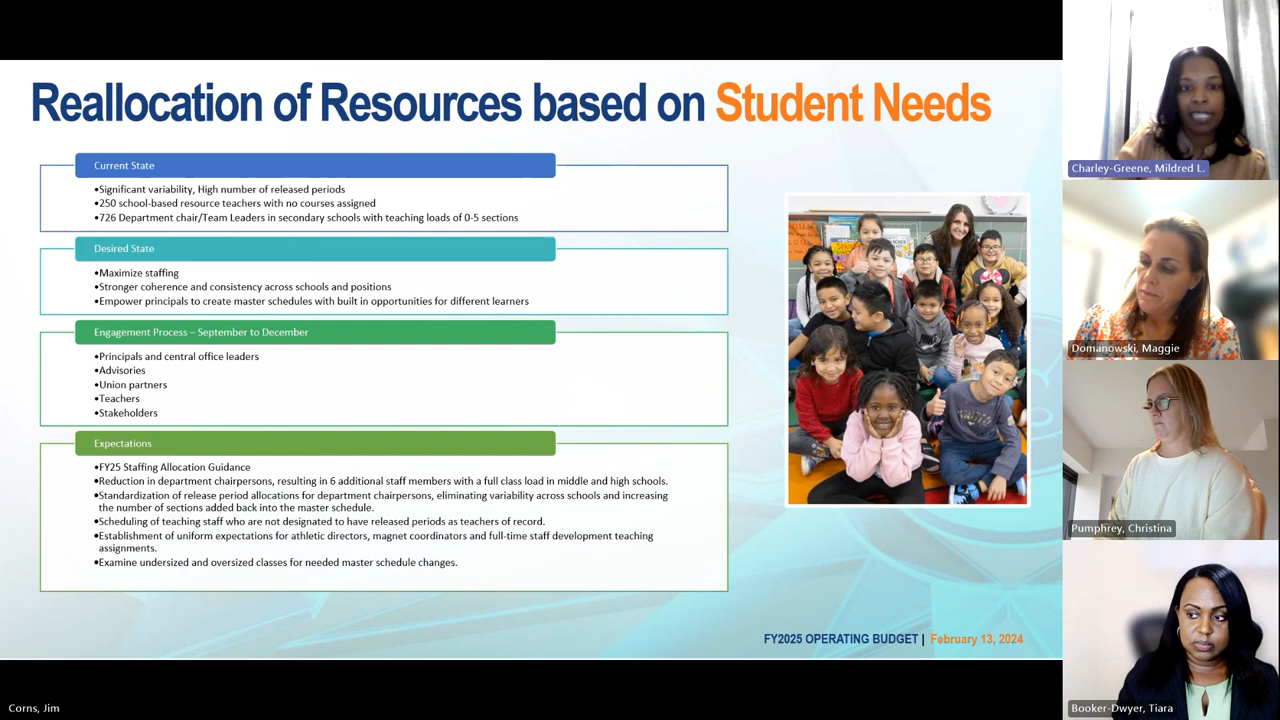 Reallocation of Resources based on Student Needs
Current State
•Significant variability, High number of released periods
•250 school-based resource teachers with no courses assigned
•726 Department chair/Team Leaders in secondary schools with teaching loads of 0-5 sections
Desired State
•Maximize staffing
•Stronger coherence and consistency across schools and positions
•Empower principals to create master schedules with built in opportunities for different learners
Engagement Process – September to December
•Principals and central office leaders
•Advisories
•Union partners
•Teachers
•Stakeholders
Expectations
•FY25 Staffing Allocation Guidance
•Reduction in department chairpersons, resulting in 6 additional staff members with a full class load in middle and high schools.
•Standardization of release period allocations for department chairpersons, eliminating variability across schools and increasing
the number of sections added back into the master schedule.
•Scheduling of teaching staff who are not designated to have released periods as teachers of record.
•Establishment of uniform expectations for athletic directors, magnet coordinators and full-time staff development teaching
assignments.
•Examine undersized and oversized classes for needed master schedule changes.
FY2025 OPERATING BUDGET | February 13, 2024
Corns, Jim
Charley-Greene, Mildred L.
Domanowski, Maggie
Pumphrey, Christina
Booker-Dwyer, Tiara